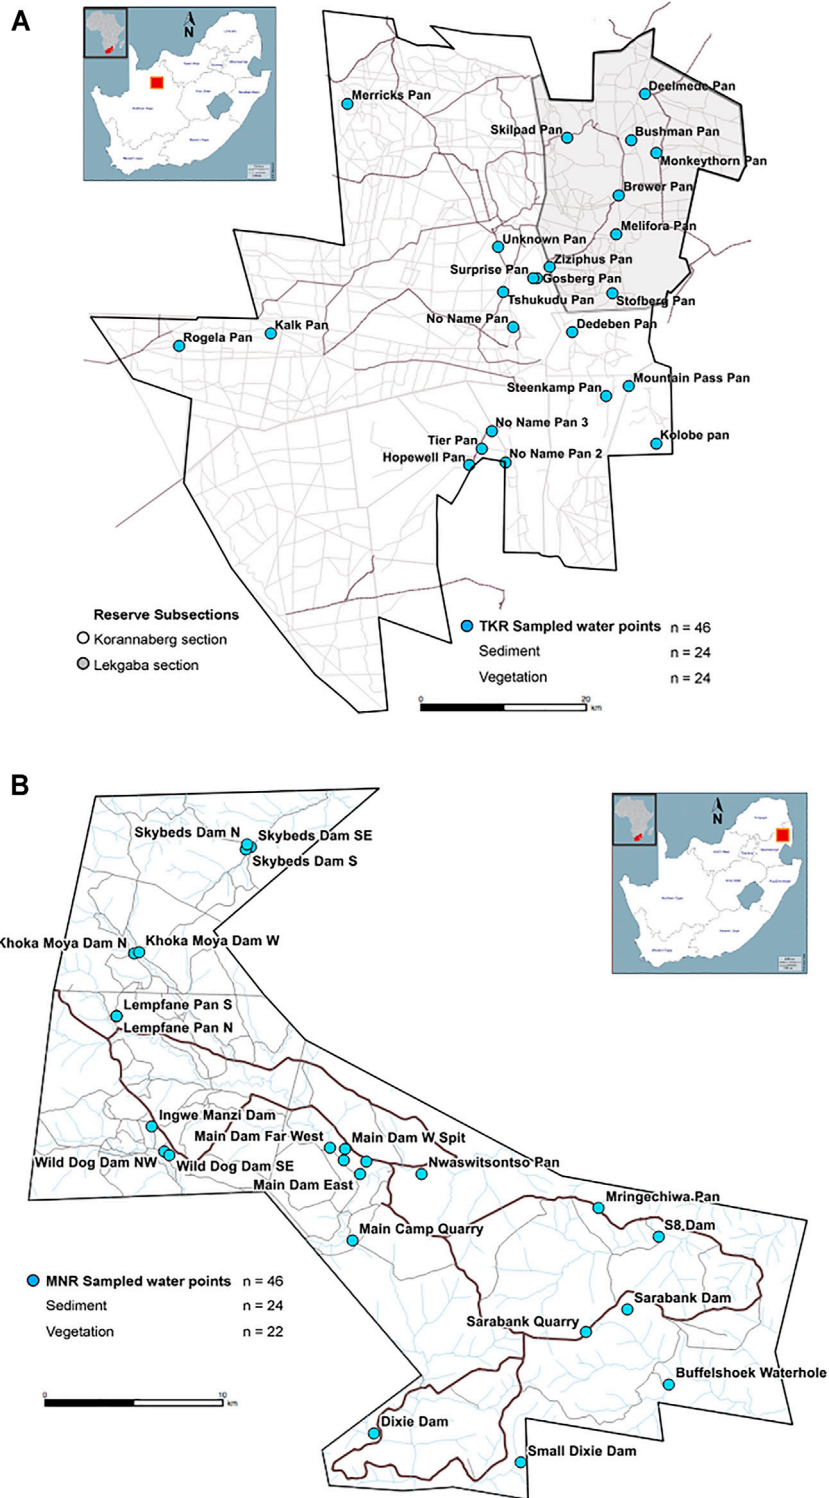 A
N
Merricks Pan
Deelmede Pan
Skilpad Pan
Bushman Pan
Monkeythorn Pan
Brewer Pan
Melifora Pan
Unknown Pan
Ziziphus Pan
Surprise Pan
Gosberg Pan
Tshukudu Pan
Stofberg Pan
No Name Pan
Dedeben Pan
Kalk Pan
Rogela Pan
Mountain Pass Pan
Steenkamp Pan
No Name Pan 3
Kolobe pan
Tier Pan
Hopewell Pan
No Name Pan 2
Reserve Subsections
Korannaberg section
Lekgaba section
TKR Sampled water points n = 46
Sediment n = 24
Vegetation n = 24
0 20
km
B
N
Skybeds Dam N
Skybeds Dam SE
Skybeds Dam S
Khoka Moya Dam N
Khoka Moya Dam W
Lempfane Pan S
Lempfane Pan N
Ingwe Manzi Dam
Main Dam Far West
Main Dam W Spit
Wild Dog Dam NW
Wild Dog Dam SE
Nwaswitsontso Pan
Main Dam East
Mringechiwa Pan
Main Camp Quarry
S8 Dam
MNR Sampled water points n = 46
Sediment n = 24
Vegetation n = 22
Sarabank Dam
Sarabank Quarry
Buffelshoek Waterhole
0 10
km
Dixie Dam
Small Dixie Dam